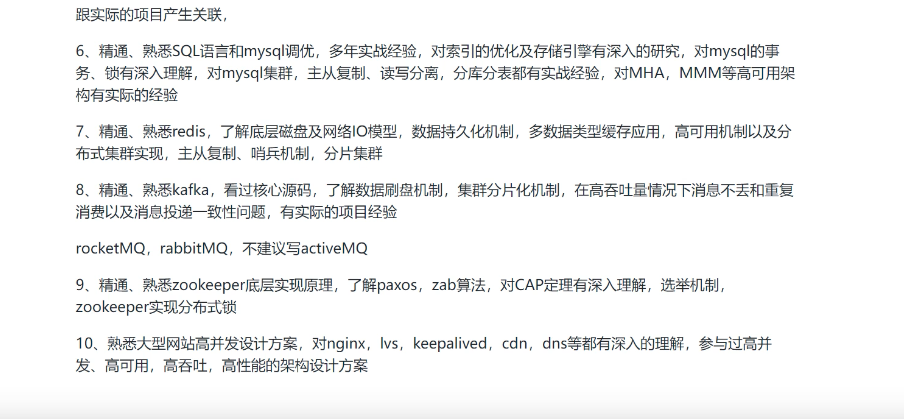 跟实际的项目产生关联，
6、精通、熟悉SQL语言和mysql调优，多年实战经验，对索引的优化及存储引擎有深入的研究，对mysql的事
务、锁有深入理解，对mysql集群，主从复制、读写分离，分库分表都有实战经验，对MHA，MMM等高可用架
构有实际的经验
7、精通、熟悉redis，了解底层磁盘及网络IO模型，数据持久化机制，多数据类型缓存应用，高可用机制以及分
布式集群实现，主从复制、哨兵机制，分片集群
8、精通、熟悉kafka，看过核心源码，了解数据刷盘机制，集群分片化机制，在高吞吐量情况下消息不丢和重复
消费以及消息投递一致性问题，有实际的项目经验
rocketMQ，rabbitMQ，不建议写activeMQ
9、精通、熟悉zookeeper底层实现原理，了解paxos，zab算法，对CAP定理有深入理解，选举机制，
zookeeper实现分布式锁
10、熟悉大型网站高并发设计方案，对nginx，lvs，keepalived，cdn，dns等都有深入的理解，参与过高并
发、高可用，高吞吐，高性能的架构设计方案